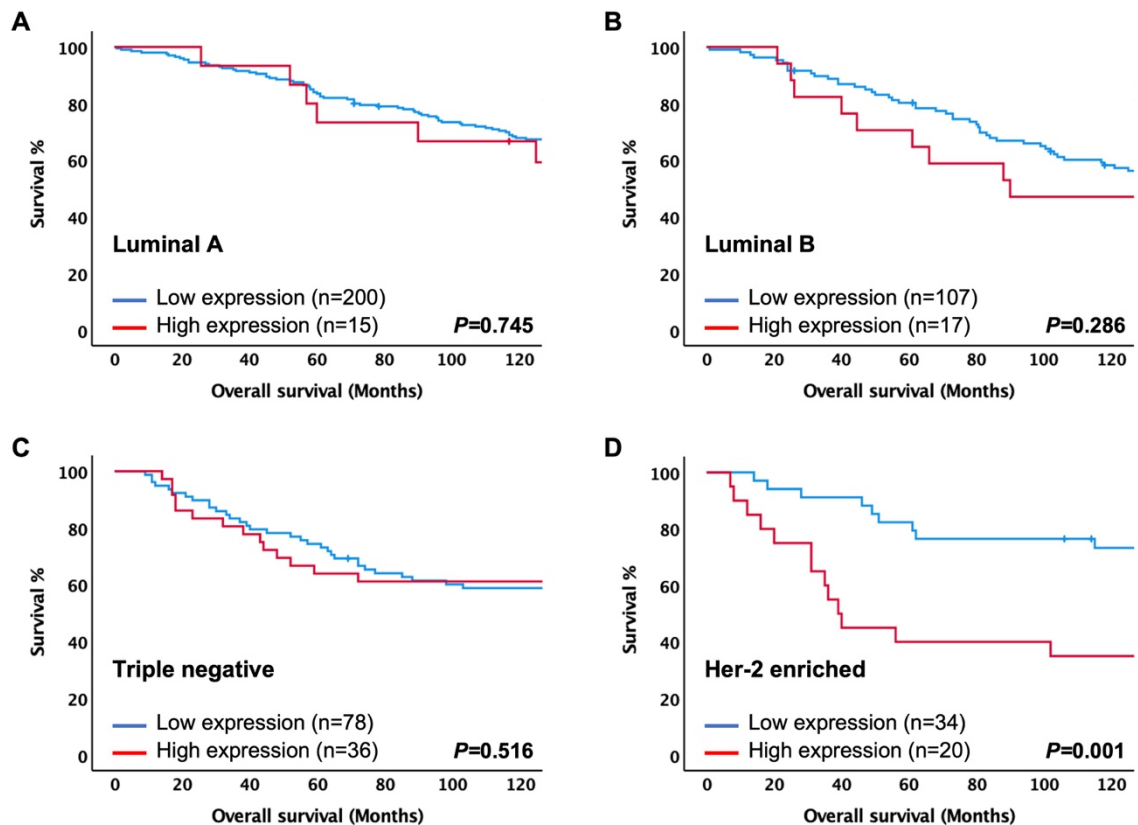 A
100
80
60
40
20
0
Survival %
Luminal A
Low expression (n=200)
High expression (n=15)
P=0.745
0 20 40 60 80 100 120
Overall survival (Months)
B
100
80
60
40
20
0
Survival %
Luminal B
Low expression (n=107)
High expression (n=17)
P=0.286
0 20 40 60 80 100 120
Overall survival (Months)
C
100
80
60
40
20
0
Survival %
Triple negative
Low expression (n=78)
High expression (n=36)
P=0.516
0 20 40 60 80 100 120
Overall survival (Months)
D
100
80
60
40
20
0
Survival %
Her-2 enriched
Low expression (n=34)
High expression (n=20)
P=0.001
0 20 40 60 80 100 120
Overall survival (Months)